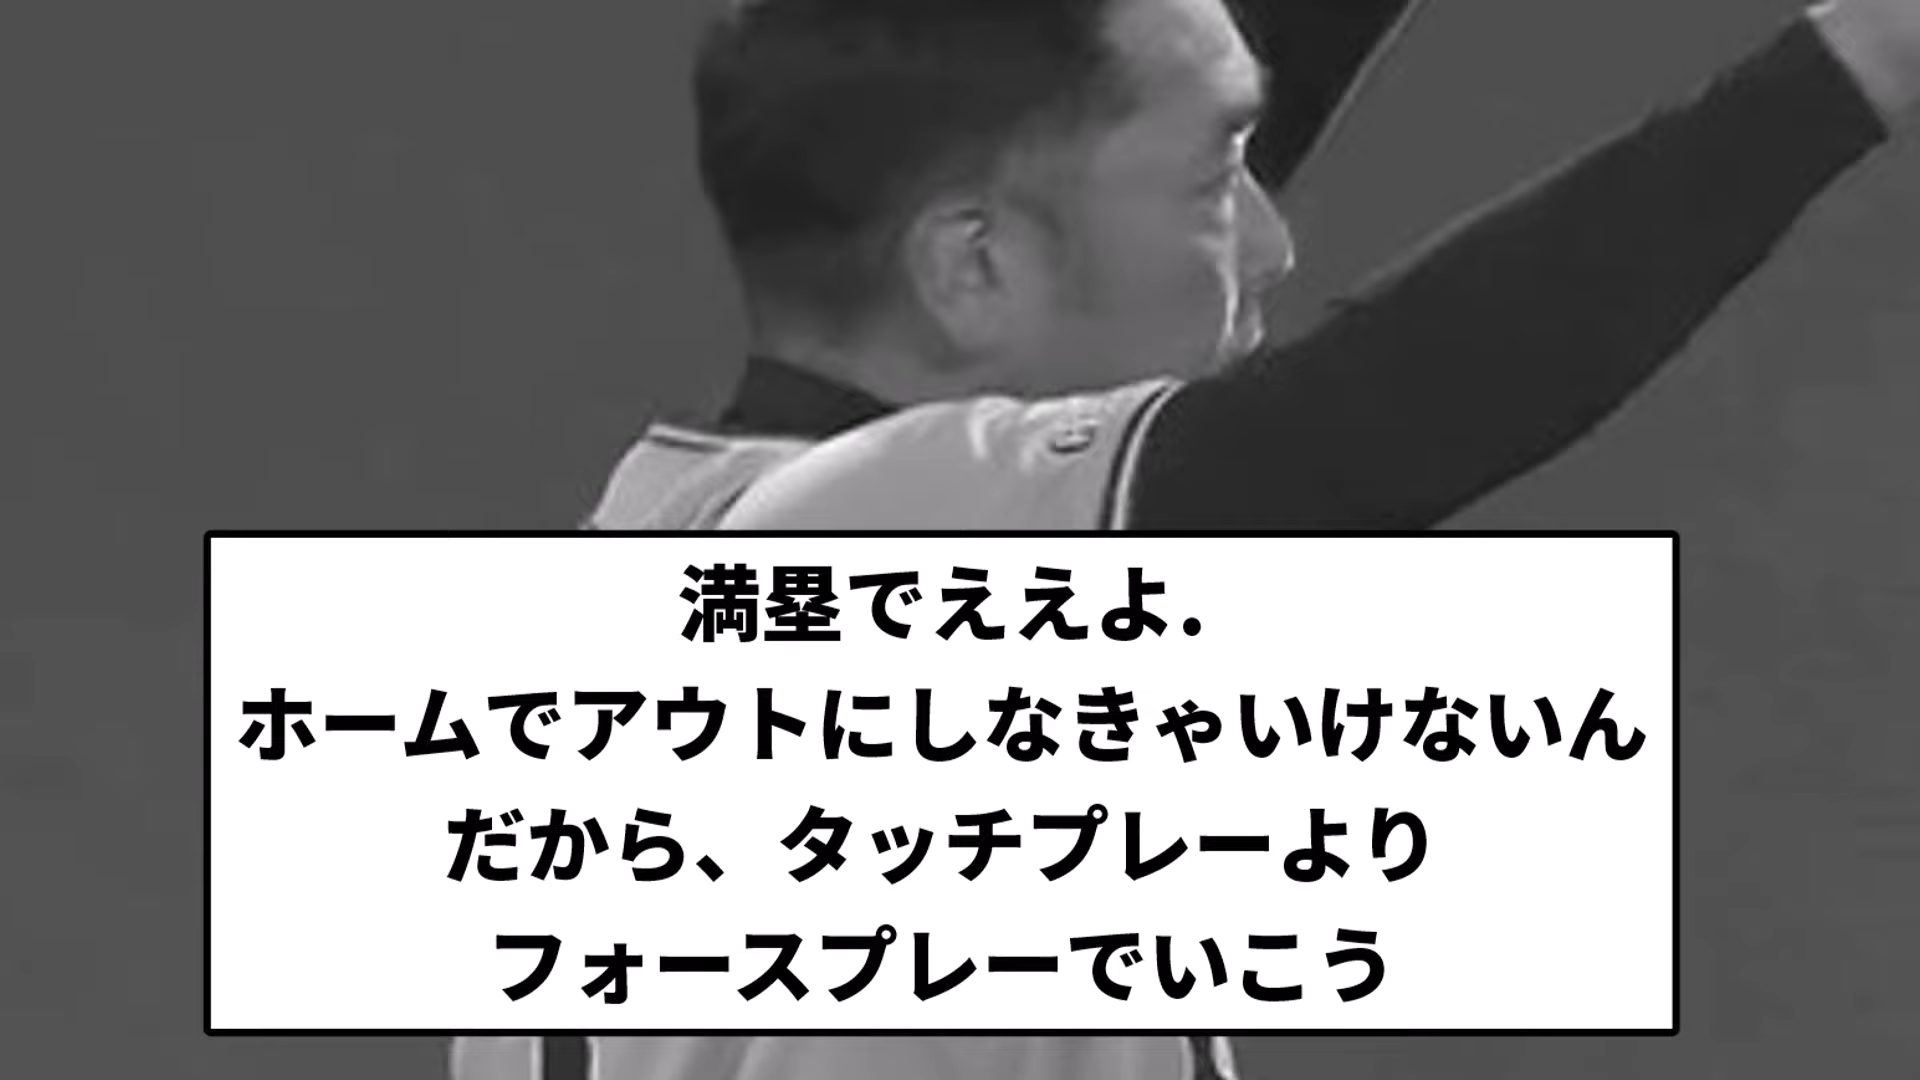 満塁でええよ.
ホームでアウトにしなきゃいけないん
だから、タッチプレーより
フォースプレーでいこう